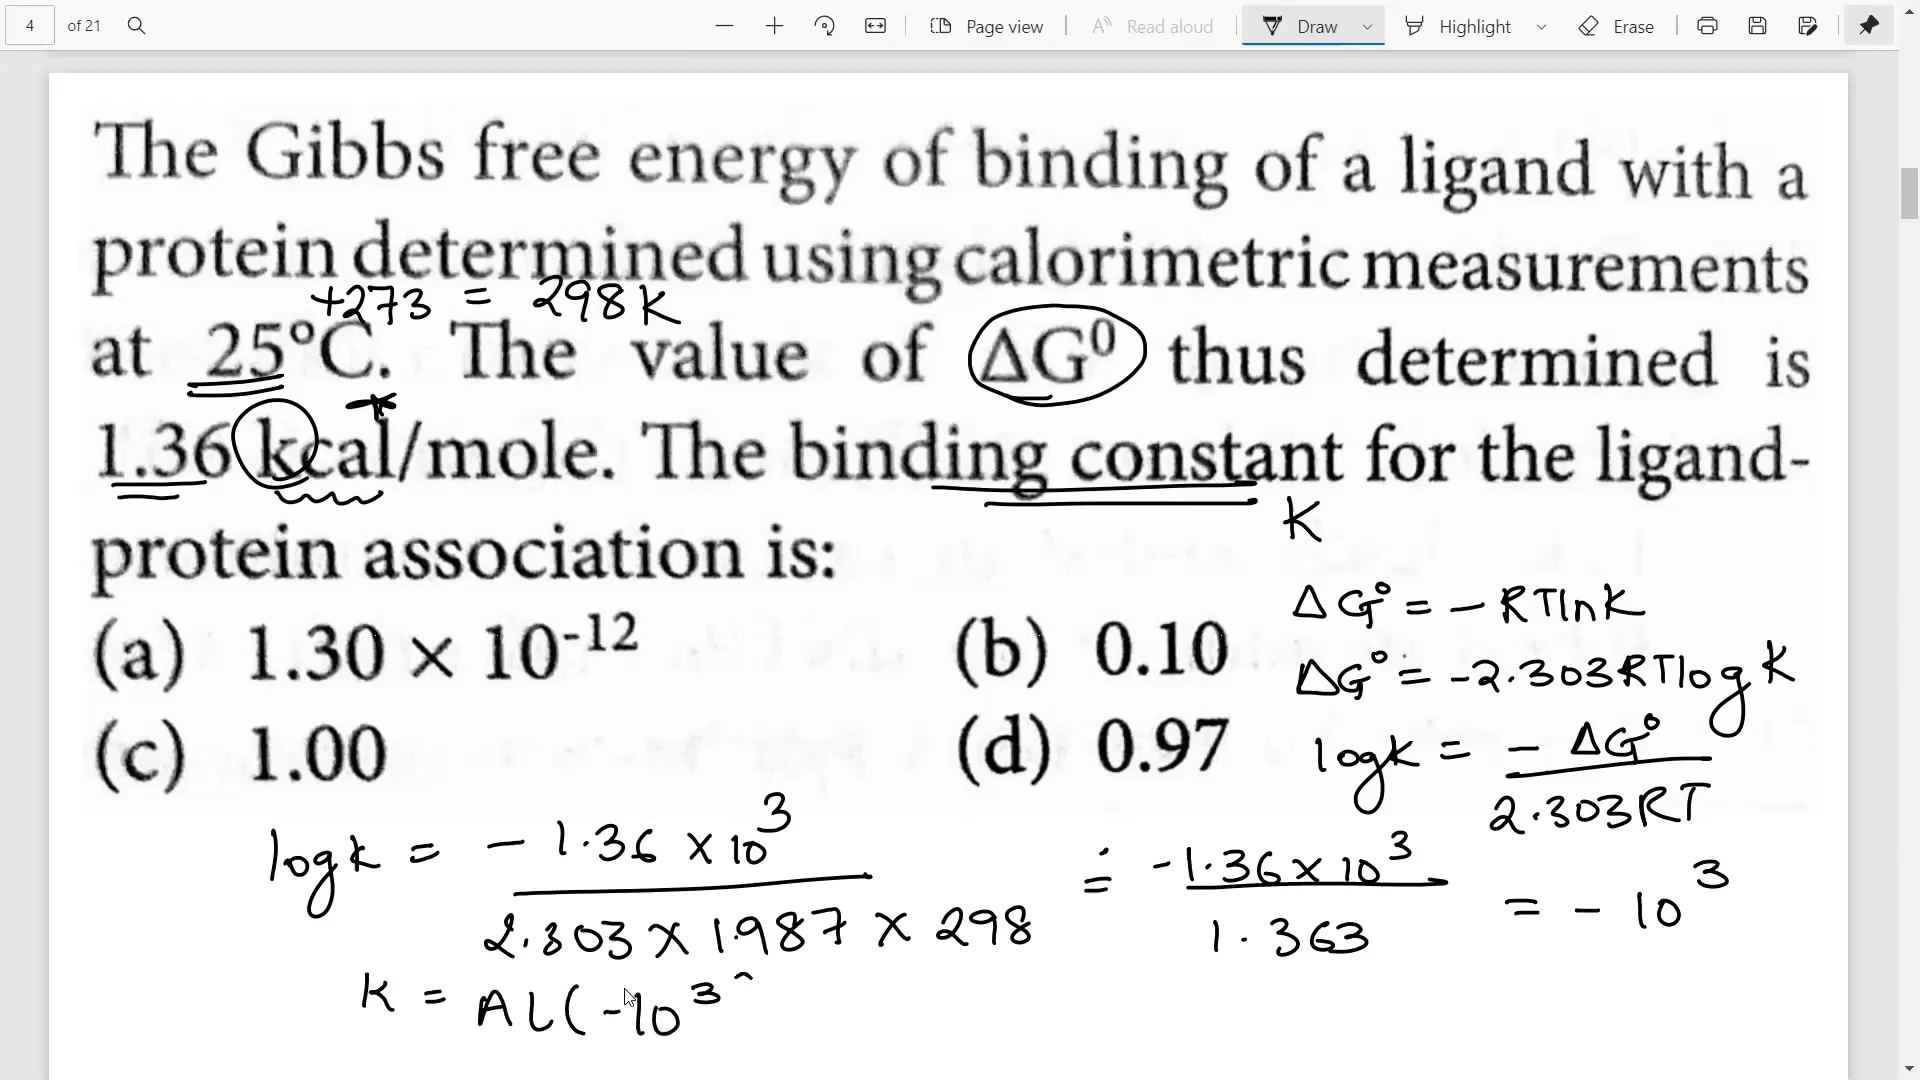 4 of 21 Page view Read aloud Draw Highlight Erase
The Gibbs free energy of binding of a ligand with a
protein determined using calorimetric measurements
+273 = 298 K
at 25°C. The value of ΔG⁰ thus determined is
1.36 kcal/mole. The binding constant for the ligand-
K
protein association is:
ΔG° = - RTlnK
(a) 1.30 × 10⁻¹² (b) 0.10
ΔG° = -2.303RTlog K
(c) 1.00 (d) 0.97
logK = - ΔG° / 2.303RT
logK = - 1.36 × 10³ / 2.303 × 1.987 × 298 = -1.36 × 10³ / 1.363 = - 10³
K = AL(-10³